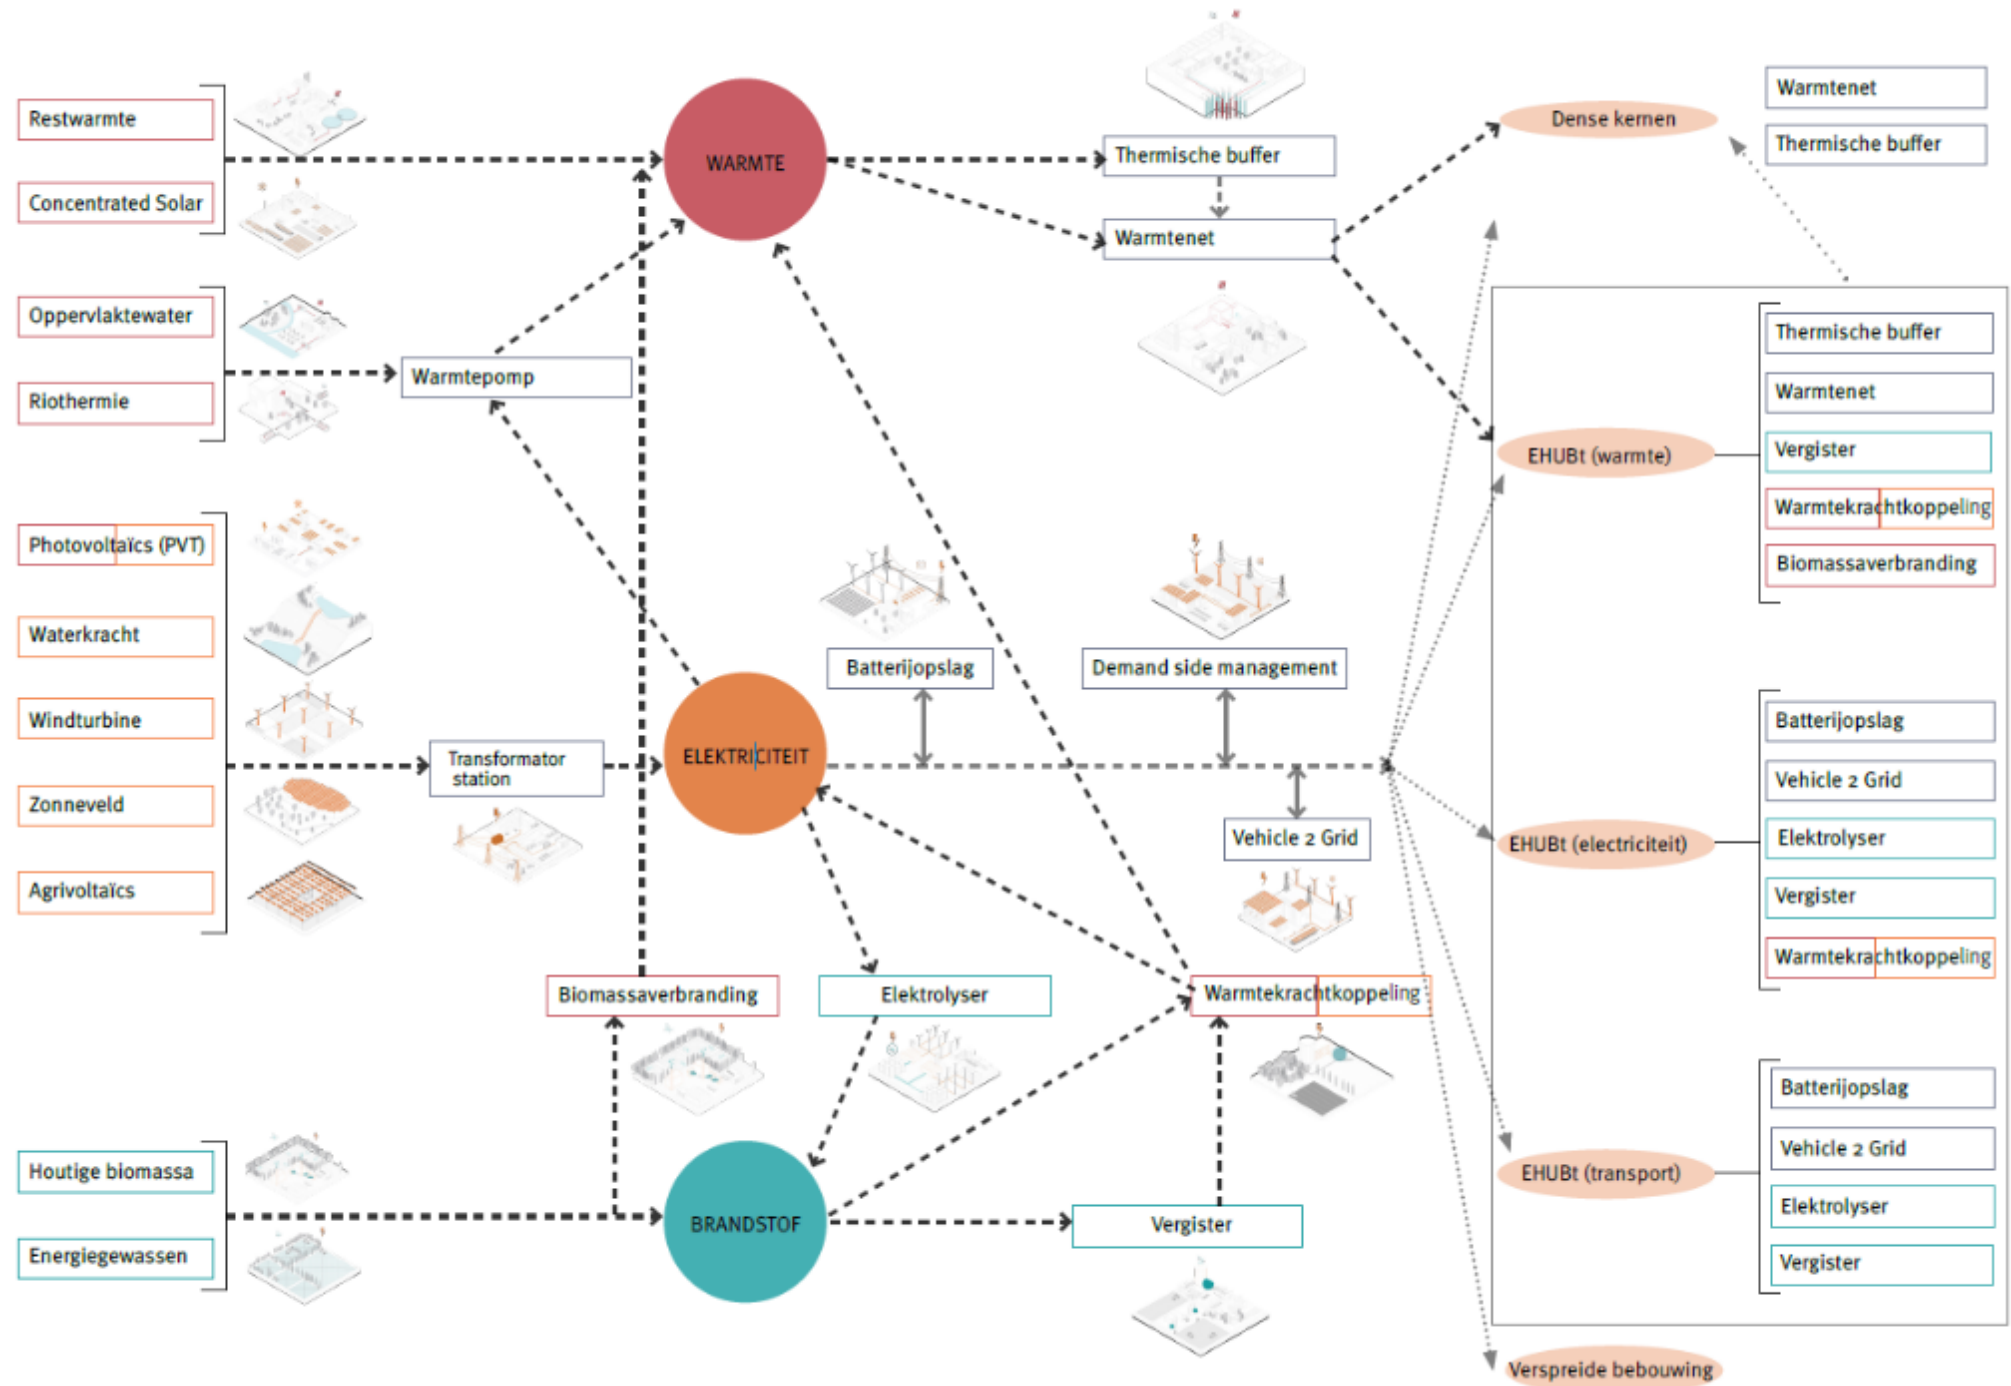 Restwarmte
Concentrated Solar
Oppervlaktewater
Riothermie
Photovoltaïcs (PVT)
Waterkracht
Windturbine
Zonneveld
Agrivoltaïcs
Houtige biomassa
Energiegewassen
Warmtepomp
Transformator
station
Biomassaverbranding
WARMTE
ELEKTRICITEIT
BRANDSTOF
Elektrolyser
Batterijopslag
Demand side management
Vehicle 2 Grid
Warmtekrachtkoppeling
Vergister
Thermische buffer
Warmtenet
Dense kernen
Warmtenet
Thermische buffer
EHUBt (warmte)
Thermische buffer
Warmtenet
Vergister
Warmtekrachtkoppeling
Biomassaverbranding
EHUBt (electriciteit)
Batterijopslag
Vehicle 2 Grid
Elektrolyser
Vergister
Warmtekrachtkoppeling
EHUBt (transport)
Batterijopslag
Vehicle 2 Grid
Elektrolyser
Vergister
Verspreide bebouwing